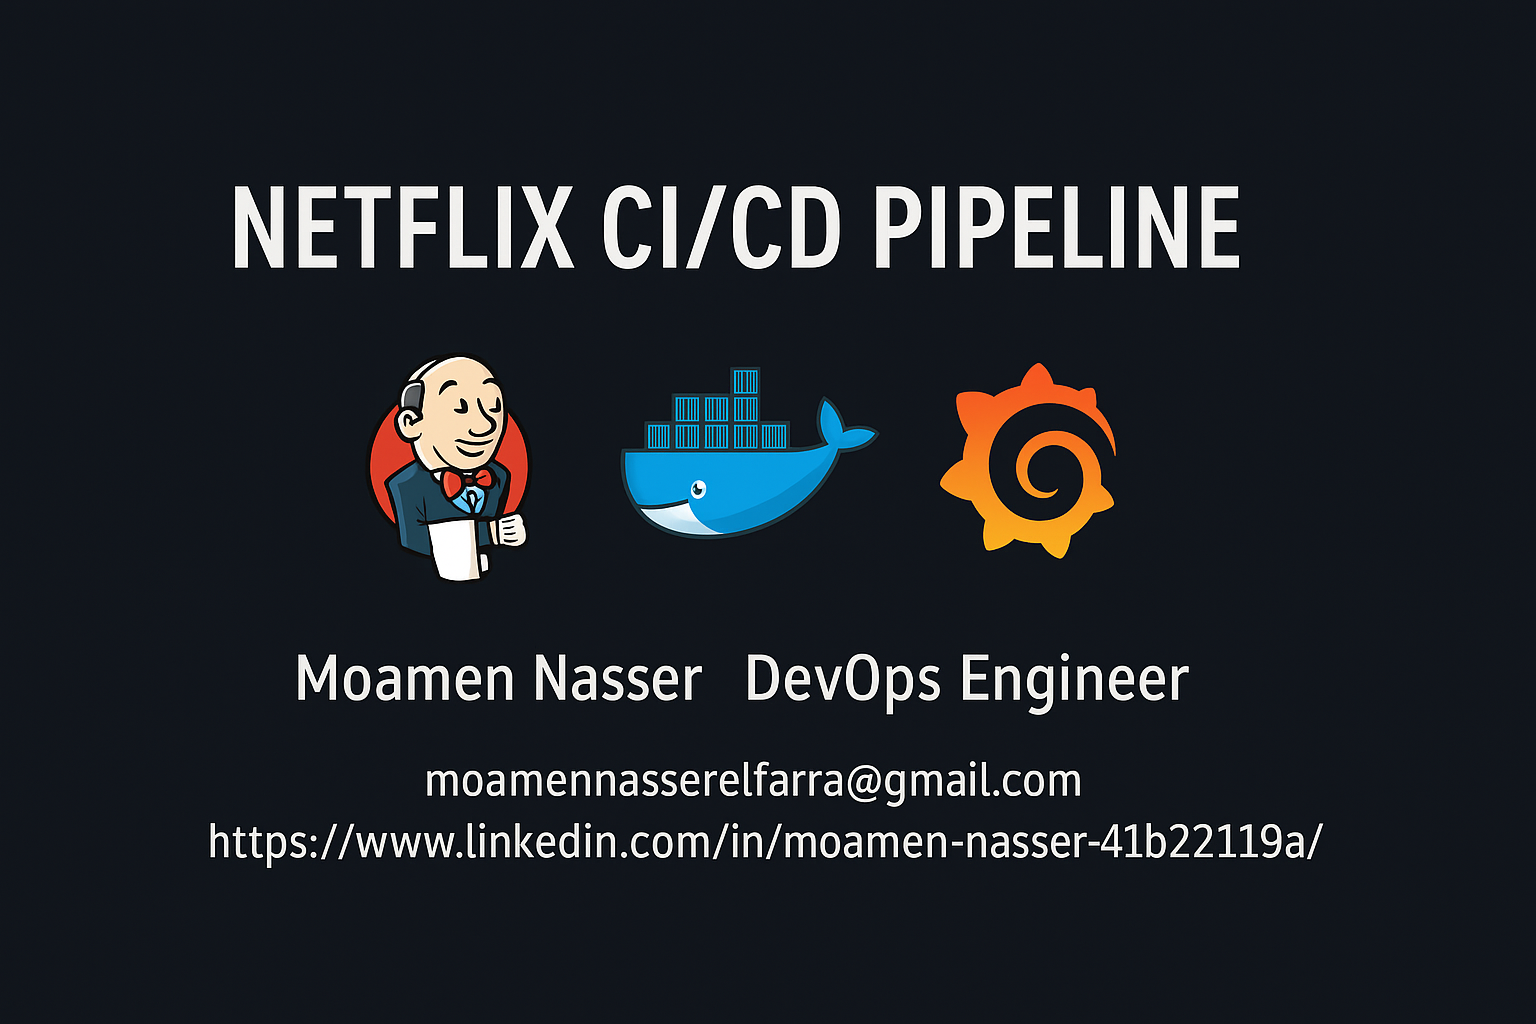 NETFLIX CI/CD PIPELINE
Moamen Nasser DevOps Engineer
moamennasserelfarra@gmail.com
https://www.linkedin.com/in/moamen-nasser-41b22119a/